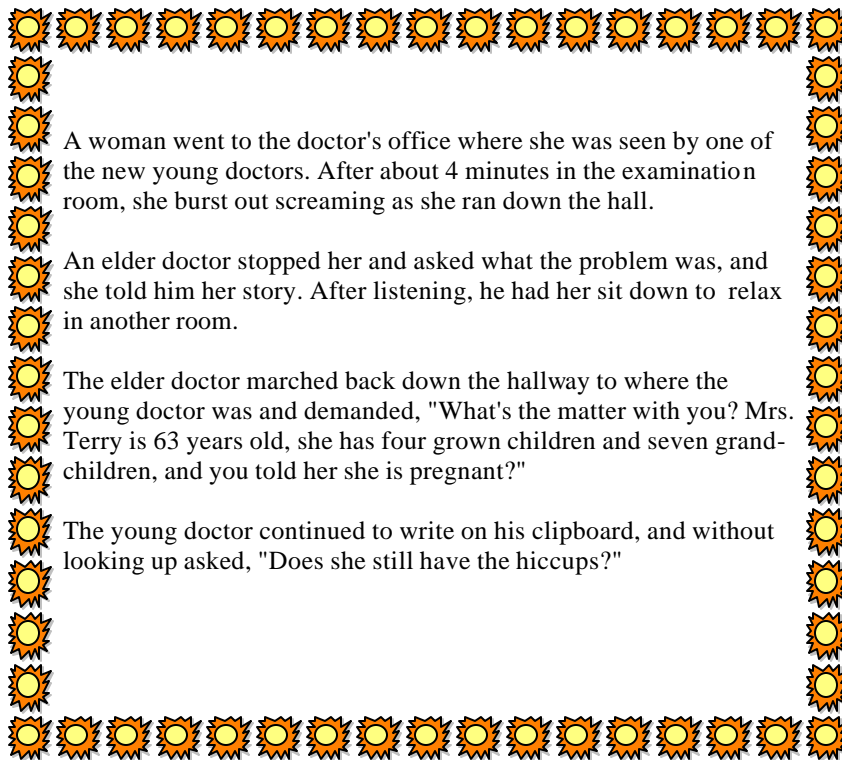 A woman went to the doctor's office where she was seen by one of
the new young doctors. After about 4 minutes in the examination
room, she burst out screaming as she ran down the hall.
An elder doctor stopped her and asked what the problem was, and
she told him her story. After listening, he had her sit down to relax
in another room.
The elder doctor marched back down the hallway to where the
young doctor was and demanded, "What's the matter with you? Mrs.
Terry is 63 years old, she has four grown children and seven grand-
children, and you told her she is pregnant?"
The young doctor continued to write on his clipboard, and without
looking up asked, "Does she still have the hiccups?"